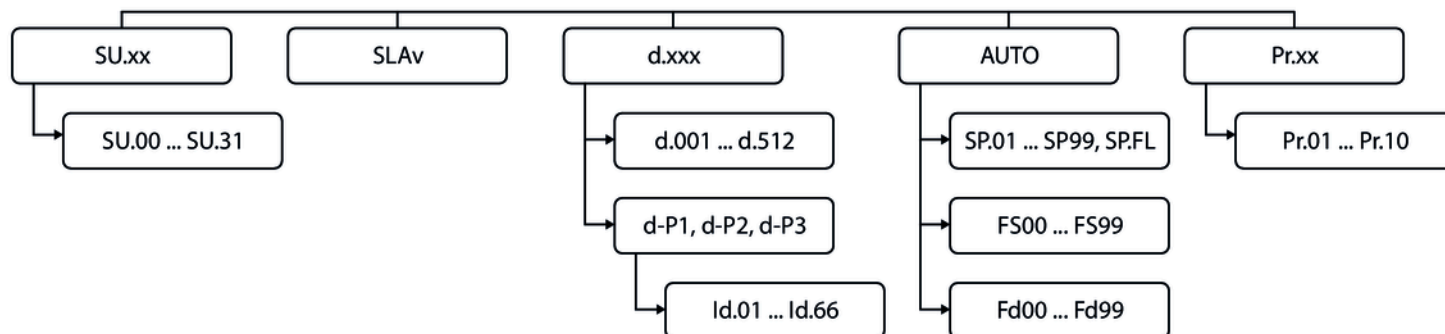 SU.xx
SLAv
d.xxx
AUTO
Pr.xx
SU.00 ... SU.31
d.001 ... d.512
SP.01 ... SP99, SP.FL
Pr.01 ... Pr.10
d-P1, d-P2, d-P3
FS00 ... FS99
Id.01 ... Id.66
Fd00 ... Fd99